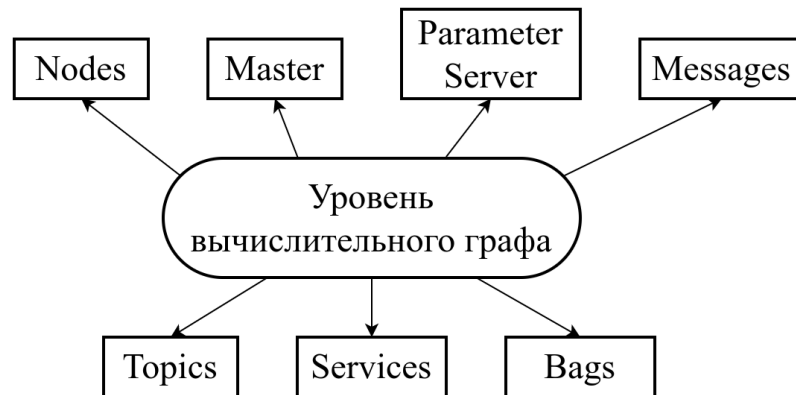 Nodes
Master
Parameter
Server
Messages
Уровень
вычислительного графа
Topics
Services
Bags